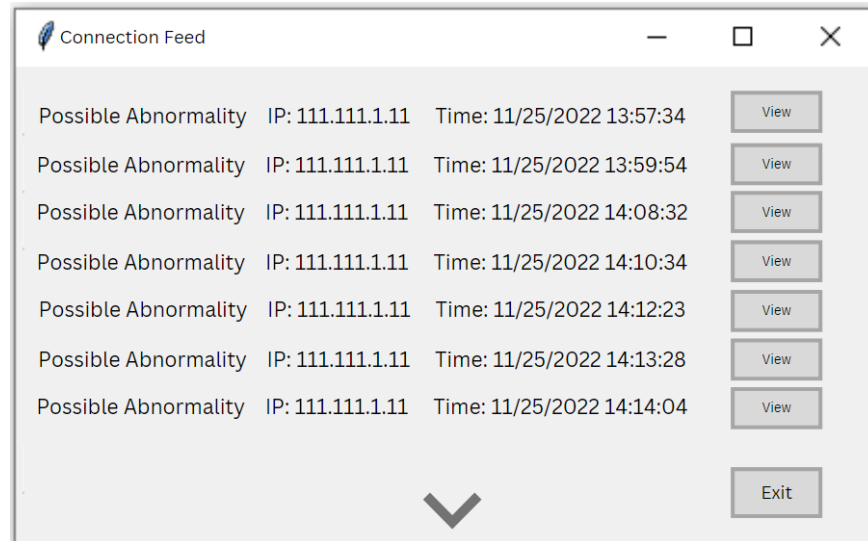 Connection Feed
Possible Abnormality IP: 111.111.1.11 Time: 11/25/2022 13:57:34 View
Possible Abnormality IP: 111.111.1.11 Time: 11/25/2022 13:59:54 View
Possible Abnormality IP: 111.111.1.11 Time: 11/25/2022 14:08:32 View
Possible Abnormality IP: 111.111.1.11 Time: 11/25/2022 14:10:34 View
Possible Abnormality IP: 111.111.1.11 Time: 11/25/2022 14:12:23 View
Possible Abnormality IP: 111.111.1.11 Time: 11/25/2022 14:13:28 View
Possible Abnormality IP: 111.111.1.11 Time: 11/25/2022 14:14:04 View
Exit